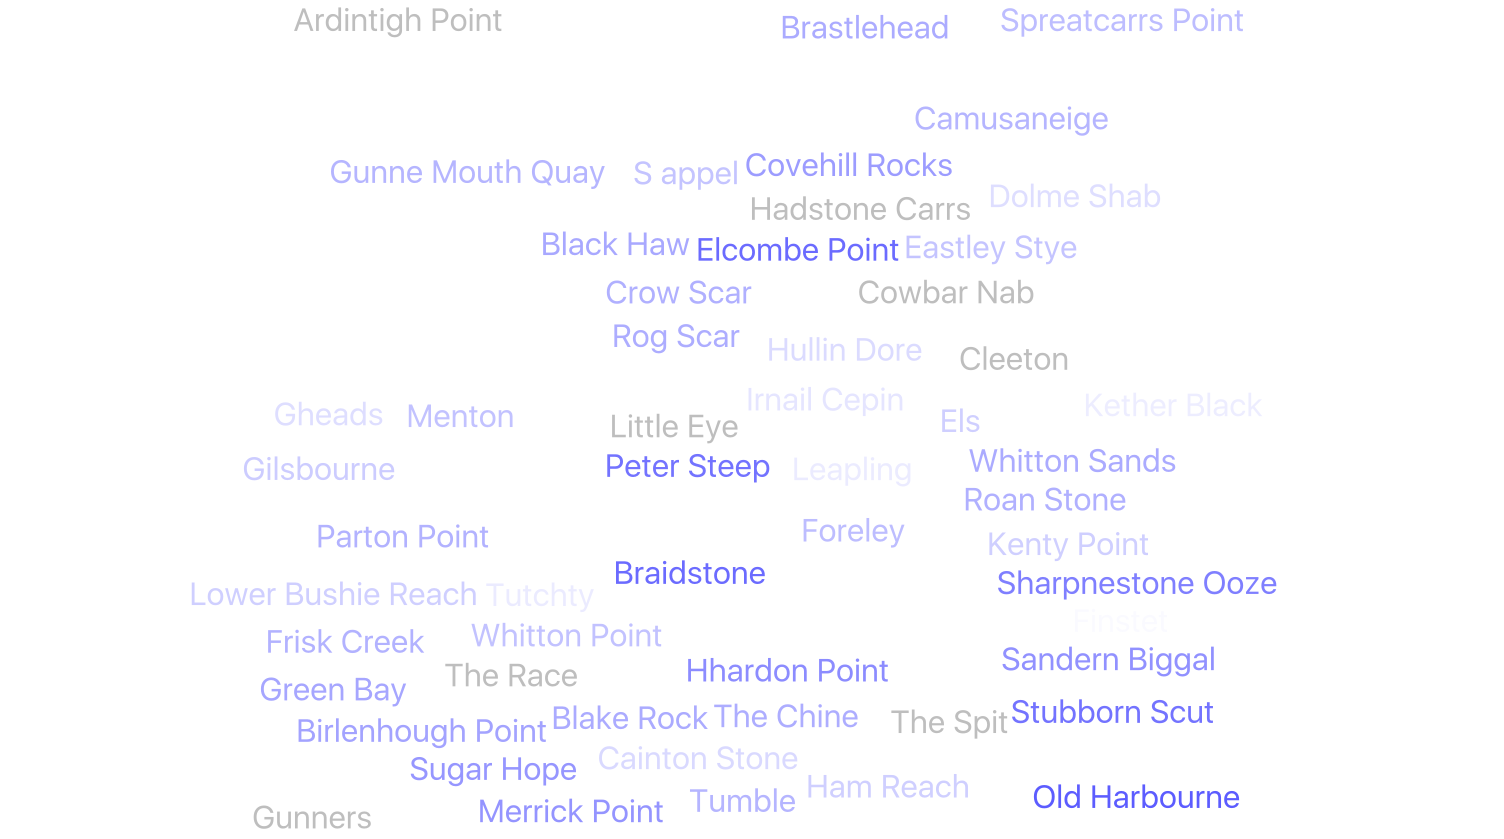 Ardintigh Point
Brastlehead
Spreatcarrs Point
Camusaneige
Gunne Mouth Quay
S appel
Covehill Rocks
Dolme Shab
Hadstone Carrs
Black Haw
Elcombe Point
Eastley Stye
Crow Scar
Cowbar Nab
Rog Scar
Hullin Dore
Cleeton
Irnail Cepin
Kether Black
Gheads
Menton
Little Eye
Els
Peter Steep
Leapling
Whitton Sands
Gilsbourne
Roan Stone
Parton Point
Foreley
Kenty Point
Braidstone
Sharpnestone Ooze
Lower Bushie Reach
Tutchty
Finstet
Frisk Creek
Whitton Point
Sandern Biggal
The Race
Hhardon Point
Green Bay
Blake Rock
The Chine
The Spit
Stubborn Scut
Birlenhough Point
Cainton Stone
Sugar Hope
Ham Reach
Old Harbourne
Merrick Point
Tumble
Gunners